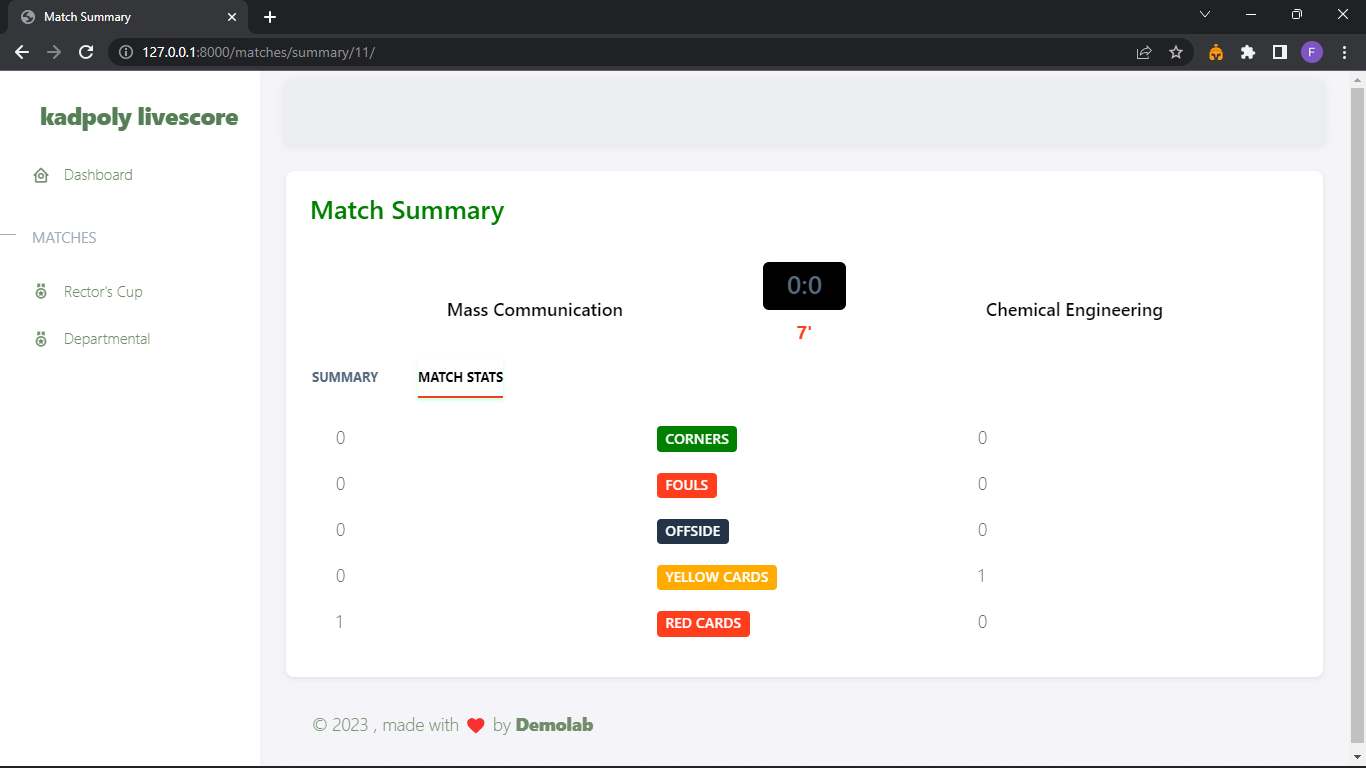 Match Summary
127.0.0.1:8000/matches/summary/11/
F
kadpoly livescore
Dashboard
MATCHES
Rector's Cup
Departmental
Match Summary
0:0
Mass Communication
Chemical Engineering
7'
SUMMARY MATCH STATS
0 CORNERS 0
0 FOULS 0
0 OFFSIDE 0
0 YELLOW CARDS 1
1 RED CARDS 0
© 2023 , made with ❤️ by Demolab